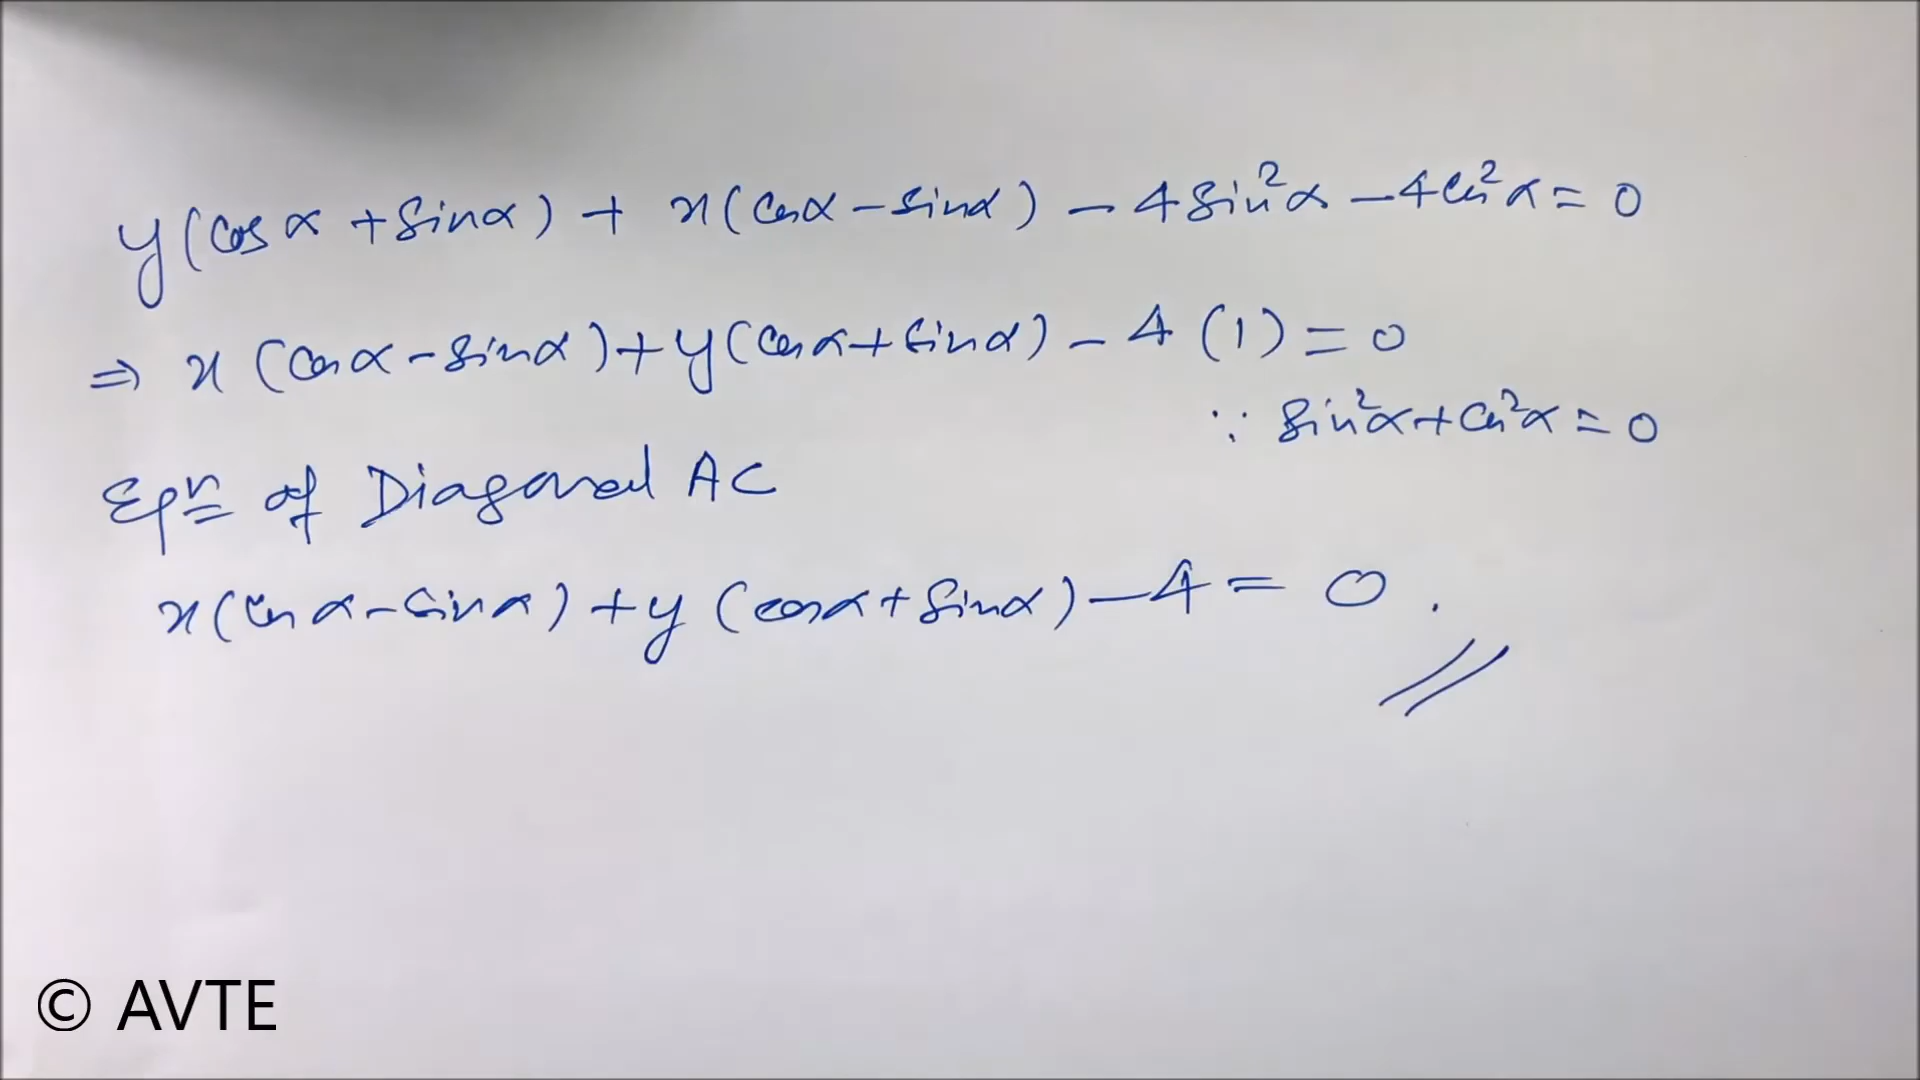 y(cos α + sin α) + x(cos α − sin α) − 4 sin²α − 4 cos²α = 0
⇒ x (cos α − sin α) + y (cos α + sin α) − 4 (1) = 0
∵ sin²α + cos²α = 0
Eqn of Diagonal AC
x(cos α − sin α) + y (cos α + sin α) − 4 = 0 .
© AVTE